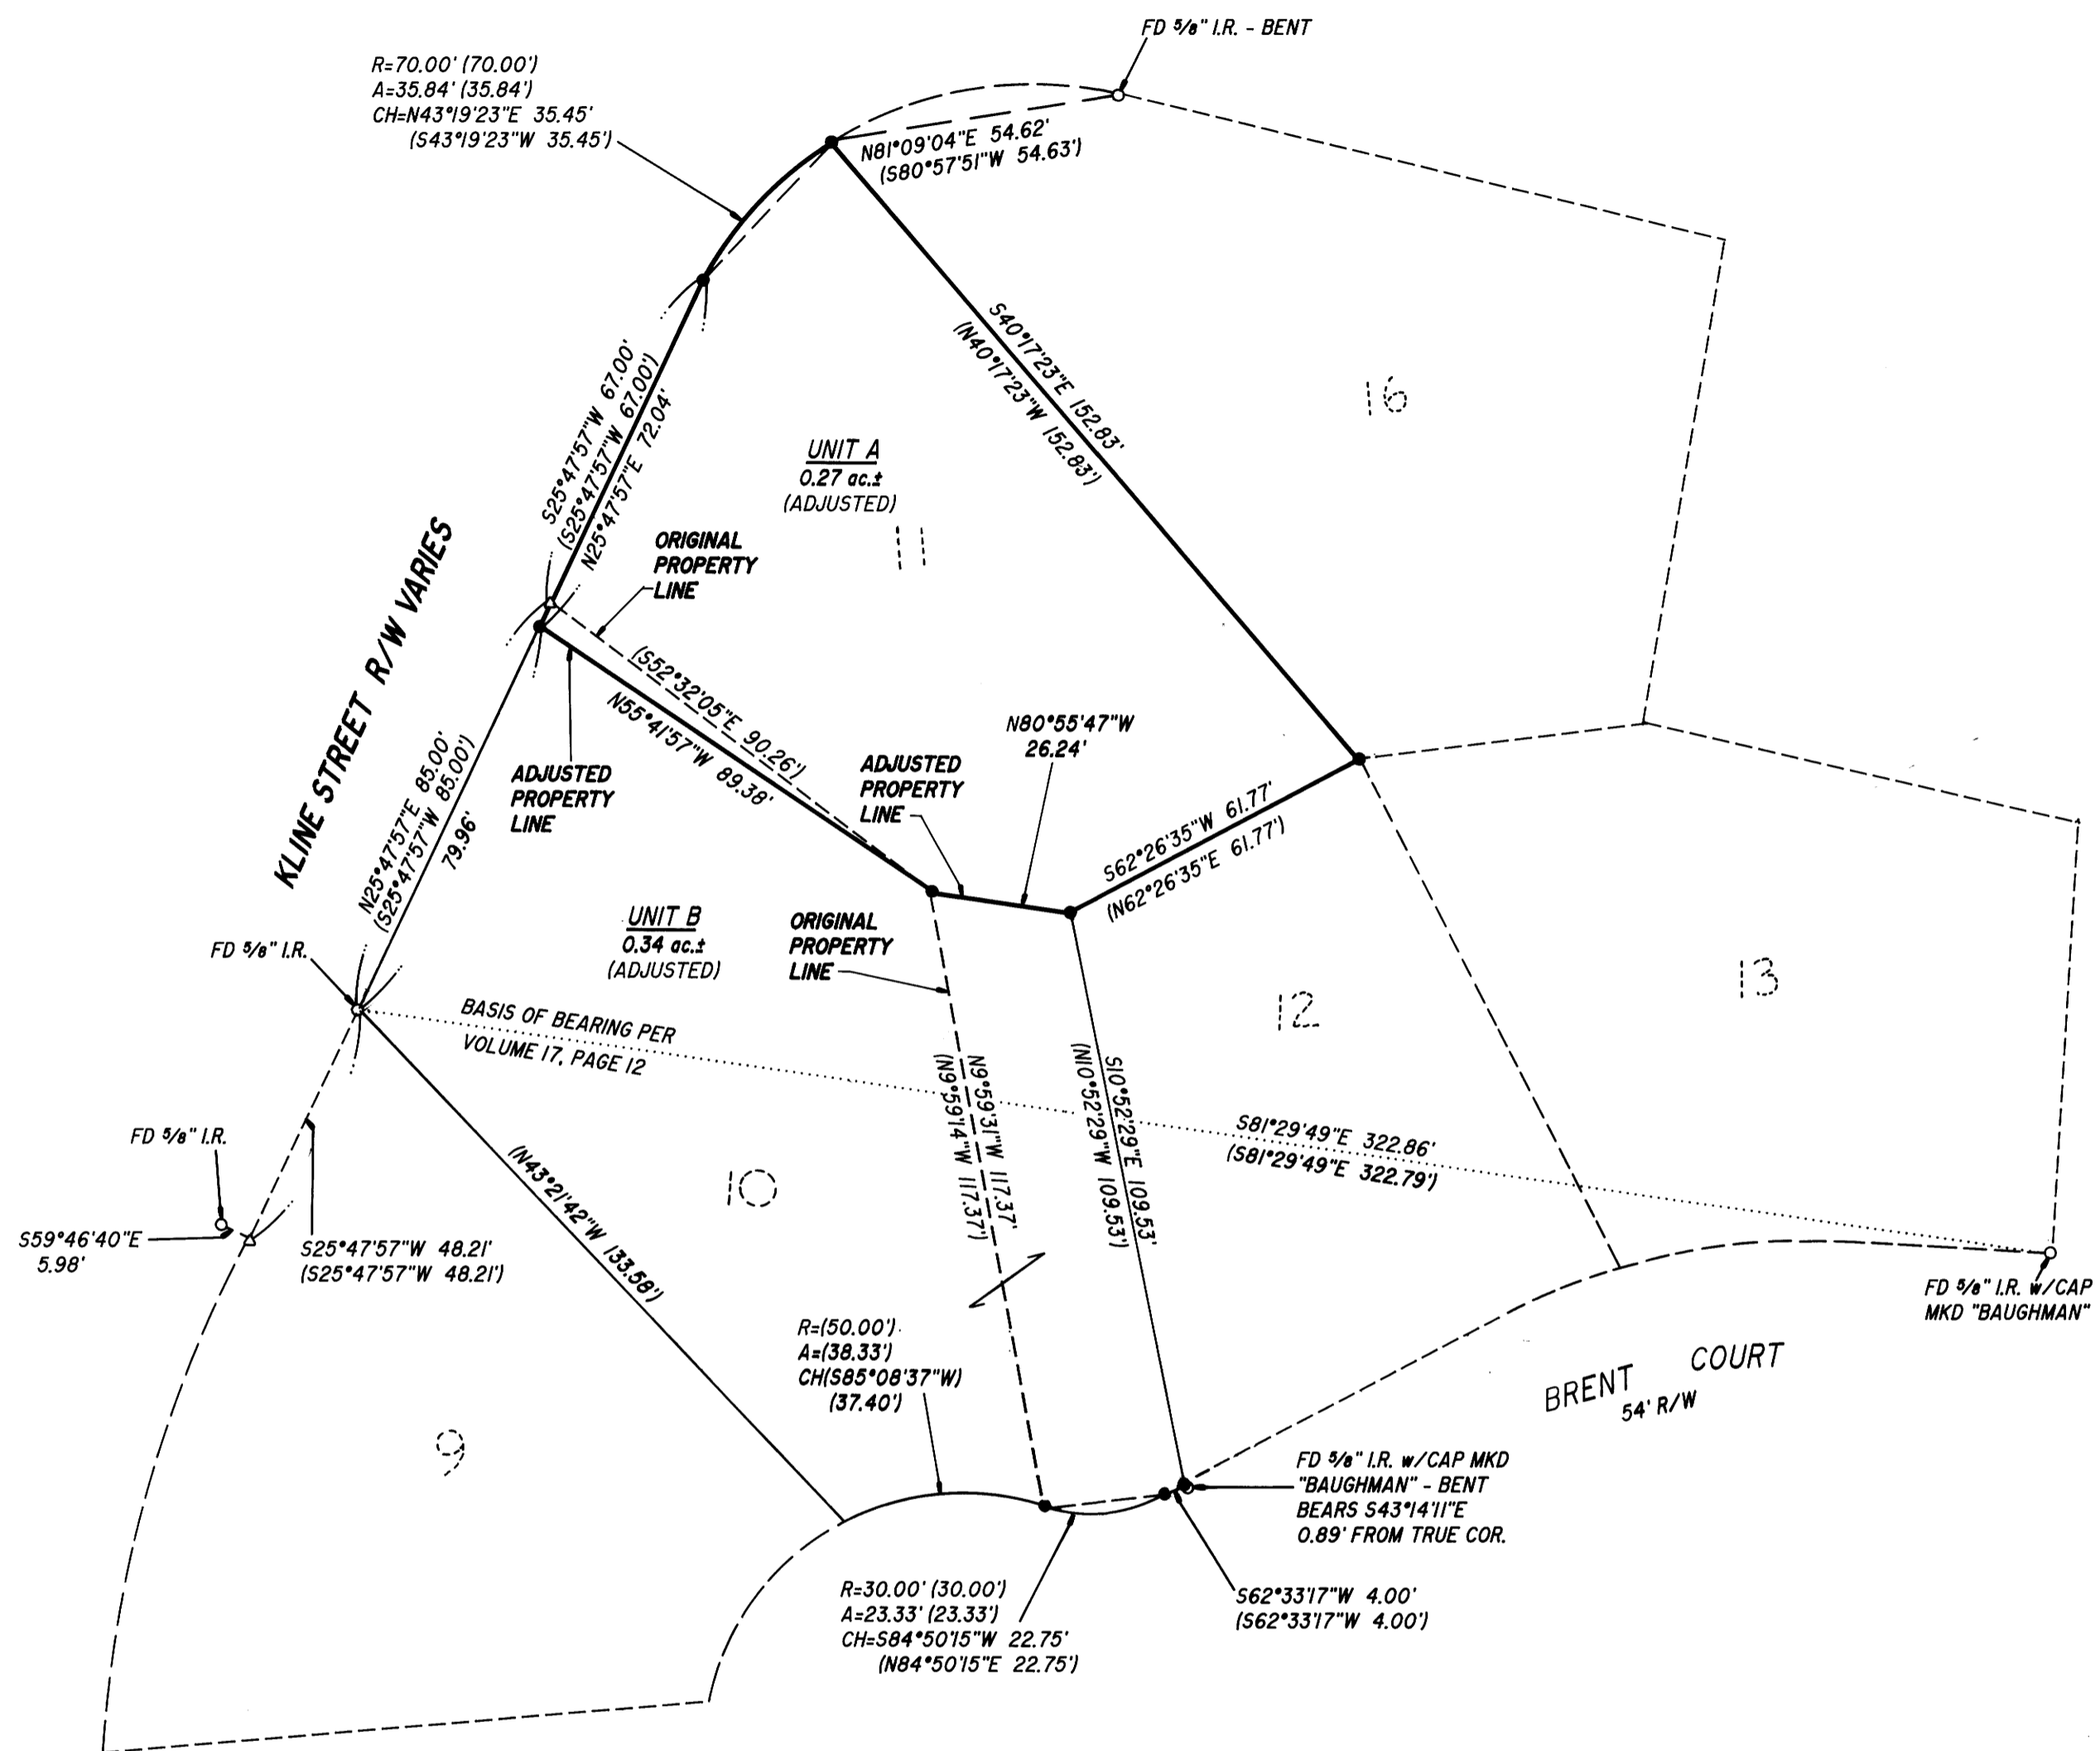 FD 5/8" I.R. - BENT
R=70.00' (70.00')
A=35.84' (35.84')
CH=N43°19'23"E 35.45'
(S43°19'23"W 35.45')
N81°09'04"E 54.62'
(S80°57'51"W 54.63')
S40°17'23"E 152.83'
(N40°17'23"W 152.83')
16
S25°47'57"W 67.00'
(S25°47'57"W 67.00')
N25°47'57"E 72.04'
UNIT A
0.27 ac.±
(ADJUSTED)
11
ORIGINAL
PROPERTY
LINE
KLINE STREET R/W VARIES
(S52°32'05"E 90.26')
N55°41'57"W 89.38'
N80°55'47"W
26.24'
ADJUSTED
PROPERTY
LINE
ADJUSTED
PROPERTY
LINE
N25°47'57"E 85.00'
(S25°47'57"W 85.00')
79.96'
S62°26'35"W 61.77'
(N62°26'35"E 61.77')
UNIT B
0.34 ac.±
(ADJUSTED)
ORIGINAL
PROPERTY
LINE
FD 5/8" I.R.
13
12
BASIS OF BEARING PER
VOLUME 17, PAGE 12
N9°59'31"W 117.37'
(N9°59'14"W 117.37')
S10°52'29"E 109.53'
(N10°52'29"W 109.53')
S81°29'49"E 322.86'
(S81°29'49"E 322.79')
FD 5/8" I.R.
(N43°21'42"W 133.58')
10
S59°46'40"E
5.98'
S25°47'57"W 48.21'
(S25°47'57"W 48.21')
FD 5/8" I.R. w/CAP
MKD "BAUGHMAN"
R=(50.00')
A=(38.33')
CH(S85°08'37"W)
(37.40')
BRENT COURT
54' R/W
9
FD 5/8" I.R. w/CAP MKD
"BAUGHMAN" - BENT
BEARS S43°14'11"E
0.89' FROM TRUE COR.
R=30.00' (30.00')
A=23.33' (23.33')
CH=S84°50'15"W 22.75'
(N84°50'15"E 22.75')
S62°33'17"W 4.00'
(S62°33'17"W 4.00')